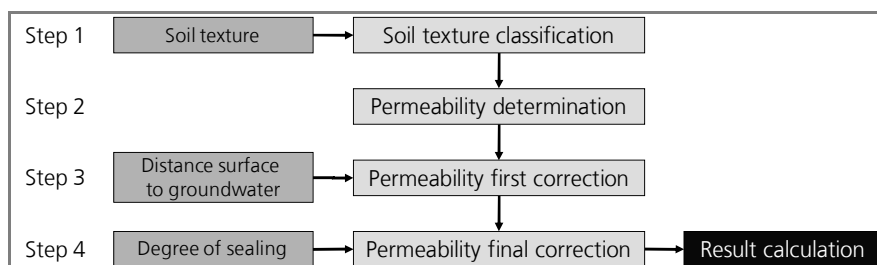 Step 1 Soil texture Soil texture classification
Step 2 Permeability determination
Step 3 Distance surface
to groundwater Permeability first correction
Step 4 Degree of sealing Permeability final correction Result calculation